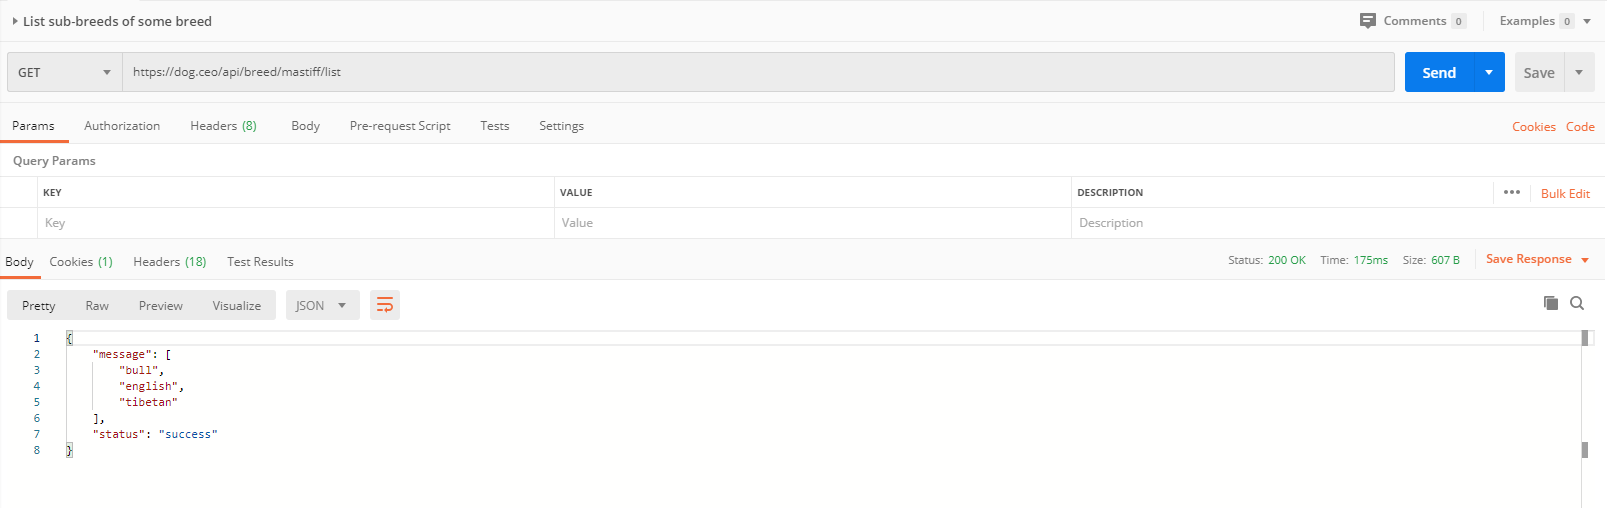 List sub-breeds of some breed Comments 0 Examples 0
GET https://dog.ceo/api/breed/mastiff/list Send Save
Params Authorization Headers (8) Body Pre-request Script Tests Settings Cookies Code
Query Params
KEY VALUE DESCRIPTION ••• Bulk Edit
Key Value Description
Body Cookies (1) Headers (18) Test Results Status: 200 OK Time: 175ms Size: 607 B Save Response
Pretty Raw Preview Visualize JSON
1 {
2 "message": [
3 "bull",
4 "english",
5 "tibetan"
6 ],
7 "status": "success"
8 }